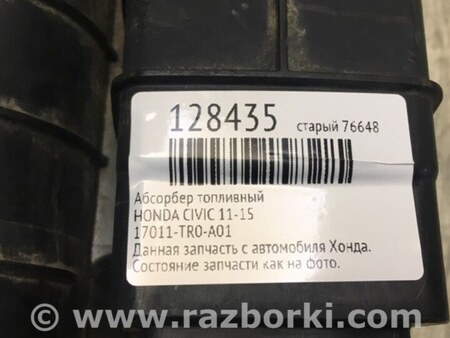 128435 старый 76648
Абсорбер топливный
HONDA CIVIC 11-15
17011-TR0-A01
Данная запчасть с автомобиля Хонда.
Состояние запчасти как на фото.
© www.razborki.com